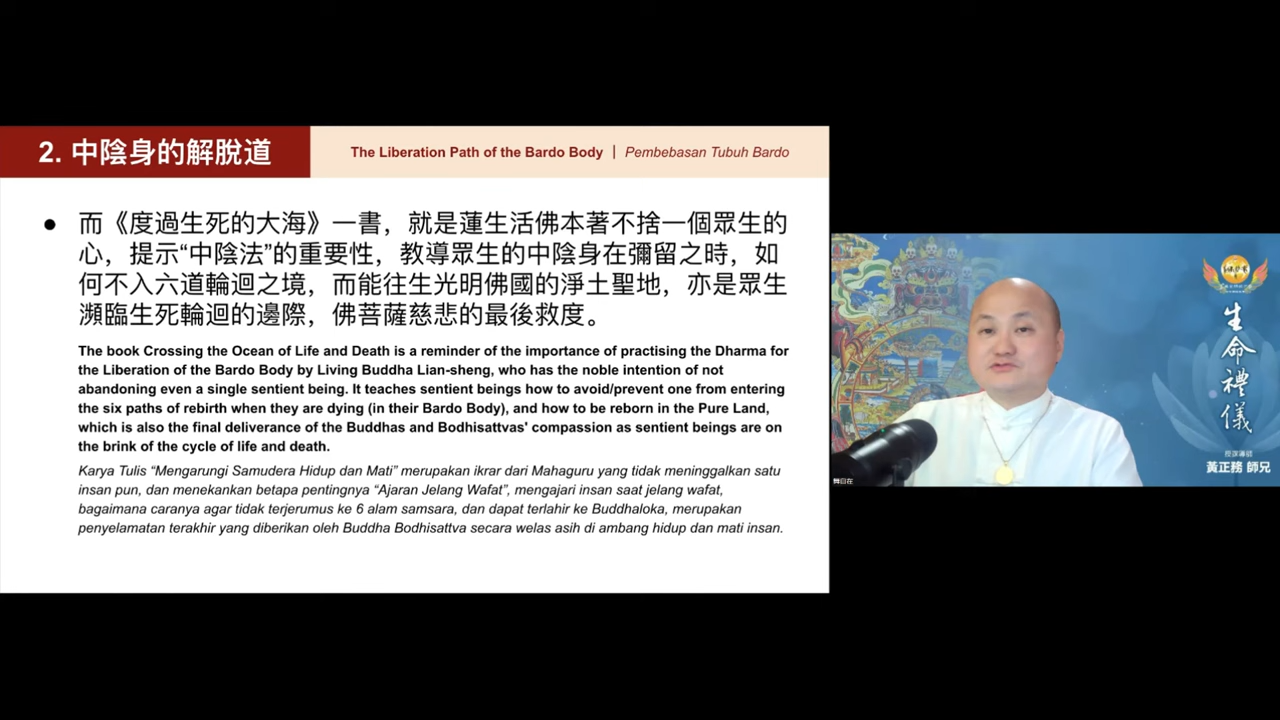 2. 中陰身的解脫道
The Liberation Path of the Bardo Body | Pembebasan Tubuh Bardo
● 而《度過生死的大海》一書，就是蓮生活佛本著不捨一個眾生的
心，提示“中陰法”的重要性，教導眾生的中陰身在彌留之時，如
何不入六道輪迴之境，而能往生光明佛國的淨土聖地，亦是眾生
瀕臨生死輪迴的邊際，佛菩薩慈悲的最後救度。
The book Crossing the Ocean of Life and Death is a reminder of the importance of practising the Dharma for
the Liberation of the Bardo Body by Living Buddha Lian-sheng, who has the noble intention of not
abandoning even a single sentient being. It teaches sentient beings how to avoid/prevent one from entering
the six paths of rebirth when they are dying (in their Bardo Body), and how to be reborn in the Pure Land,
which is also the final deliverance of the Buddhas and Bodhisattvas' compassion as sentient beings are on
the brink of the cycle of life and death.
Karya Tulis “Mengarungi Samudera Hidup dan Mati” merupakan ikrar dari Mahaguru yang tidak meninggalkan satu
insan pun, dan menekankan betapa pentingnya “Ajaran Jelang Wafat”, mengajari insan saat jelang wafat,
bagaimana caranya agar tidak terjerumus ke 6 alam samsara, dan dapat terlahir ke Buddhaloka, merupakan
penyelamatan terakhir yang diberikan oleh Buddha Bodhisattva secara welas asih di ambang hidup dan mati insan.
生命禮儀
授課導師
黃正務 師兄